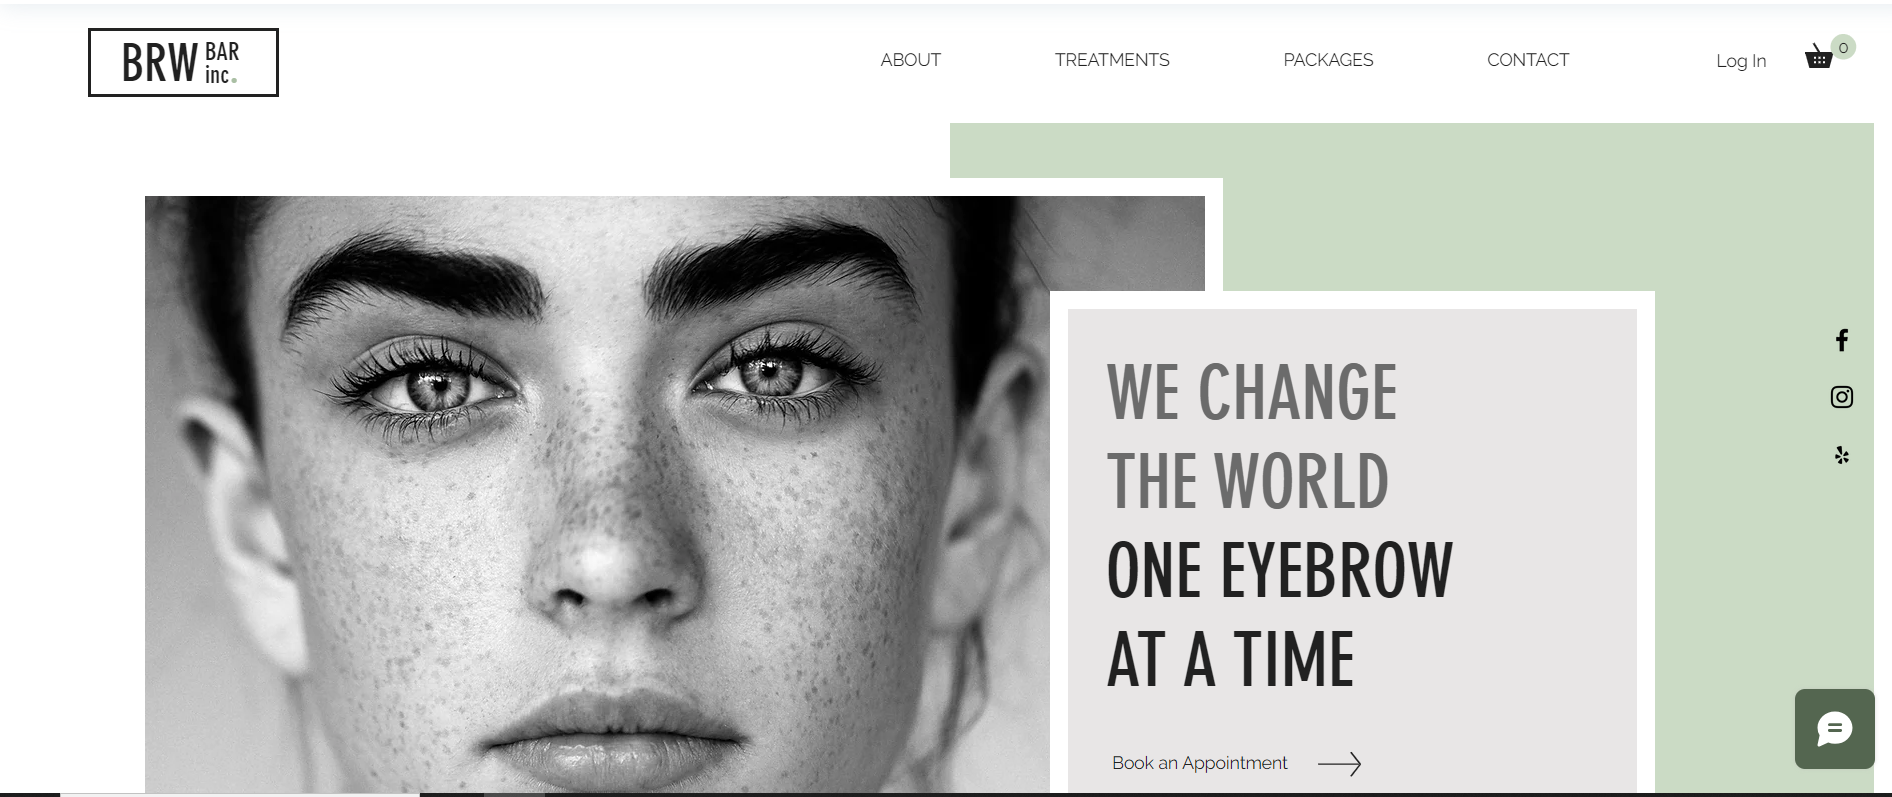 BRW BAR
inc.
ABOUT
TREATMENTS
PACKAGES
CONTACT
Log In
0
WE CHANGE
THE WORLD
ONE EYEBROW
AT A TIME
Book an Appointment